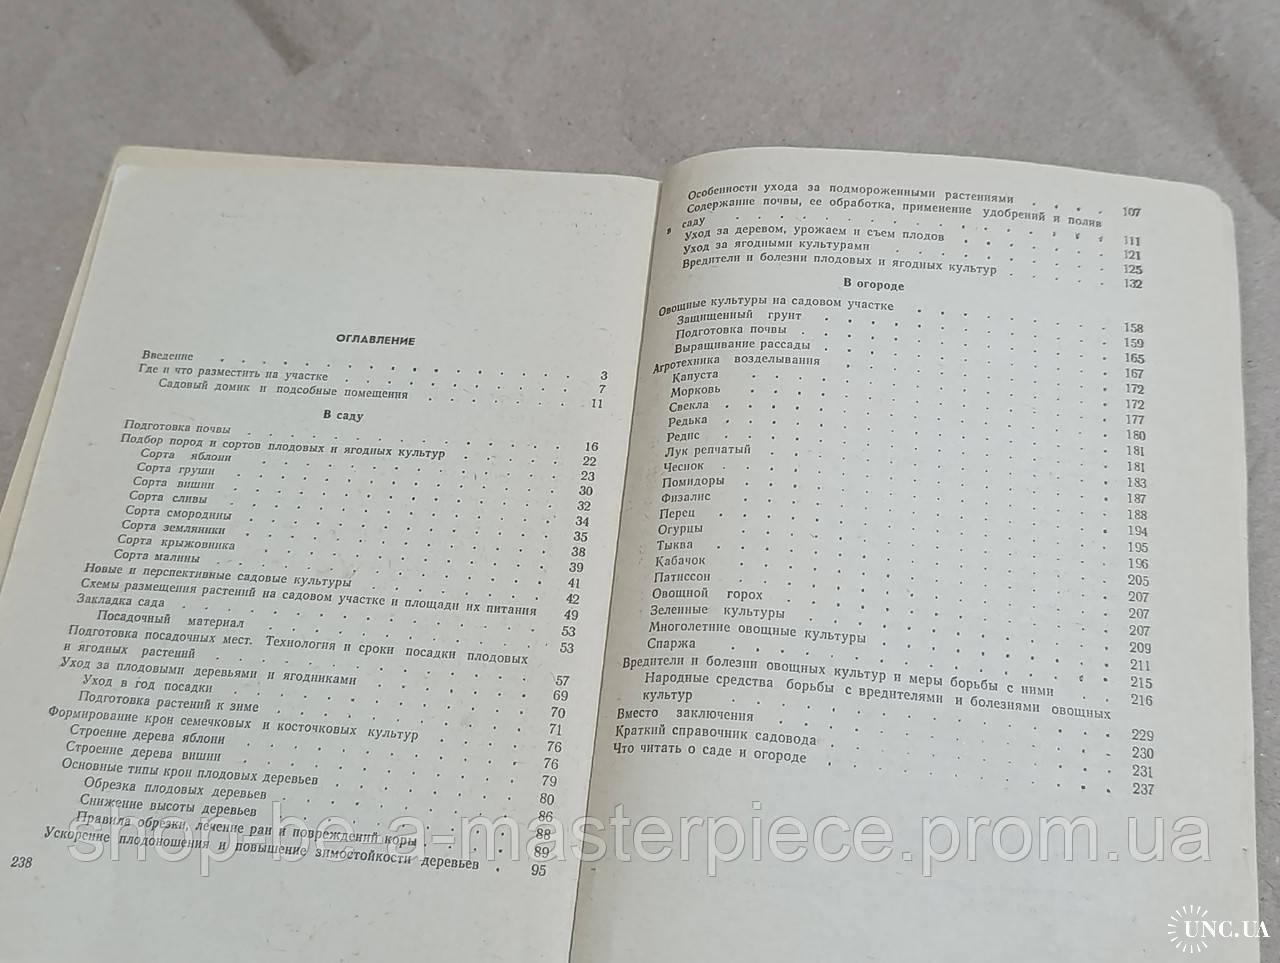 ОГЛАВЛЕНИЕ
Введение . . . . . . . . . . . 3
Где и что разместить на участке . . . . . . . 7
Садовый домик и подсобные помещения . . . . . 11
В саду
Подготовка почвы . . . . . . . . . . 16
Подбор пород и сортов плодовых и ягодных культур . . . . 22
Сорта яблони . . . . . . . . . . 23
Сорта груши . . . . . . . . . . 30
Сорта вишни . . . . . . . . . . 32
Сорта сливы . . . . . . . . . . 34
Сорта смородины . . . . . . . . . . 35
Сорта земляники . . . . . . . . . . 38
Сорта крыжовника . . . . . . . . . . 39
Сорта малины . . . . . . . . . . 41
Новые и перспективные садовые культуры . . . . . . 42
Схемы размещения растений на садовом участке и площади их питания 49
Закладка сада . . . . . . . . . . 53
Посадочный материал . . . . . . . . . 53
Подготовка посадочных мест. Технология и сроки посадки плодовых
и ягодных растений . . . . . . . . . . 57
Уход за плодовыми деревьями и ягодниками . . . . . 69
Уход в год посадки . . . . . . . . . 70
Подготовка растений к зиме . . . . . . . . 71
Формирование крон семечковых и косточковых культур . . . . 76
Строение дерева яблони . . . . . . . . 76
Строение дерева вишни . . . . . . . . 79
Основные типы крон плодовых деревьев . . . . . . 80
Обрезка плодовых деревьев . . . . . . . . 86
Снижение высоты деревьев . . . . . . . . 88
Правила обрезки, лечение ран и повреждений коры . . . . 89
Ускорение плодоношения и повышение зимостойкости деревьев . 95
238
Особенности ухода за подмороженными растениями . . . . 107
Содержание почвы, ее обработка, применение удобрений и полив
в саду . . . . . . . . . . . . 111
Уход за деревом, урожаем и съем плодов . . . . . . 121
Уход за ягодными культурами . . . . . . . . 125
Вредители и болезни плодовых и ягодных культур . . . . 132
В огороде
Овощные культуры на садовом участке . . . . . . 158
Защищенный грунт . . . . . . . . . 159
Подготовка почвы . . . . . . . . . 165
Выращивание рассады . . . . . . . . . 167
Агротехника возделывания . . . . . . . . 172
Капуста . . . . . . . . . . . 172
Морковь . . . . . . . . . . . 177
Свекла . . . . . . . . . . . 180
Редька . . . . . . . . . . . 181
Редис . . . . . . . . . . . 181
Лук репчатый . . . . . . . . . . 183
Чеснок . . . . . . . . . . . 187
Помидоры . . . . . . . . . . . 188
Физалис . . . . . . . . . . . 194
Перец . . . . . . . . . . . 195
Огурцы . . . . . . . . . . . 196
Тыква . . . . . . . . . . . 205
Кабачок . . . . . . . . . . . 207
Патиссон . . . . . . . . . . . 207
Овощной горох . . . . . . . . . . 207
Зеленные культуры . . . . . . . . . 209
Многолетние овощные культуры . . . . . . . 211
Спаржа . . . . . . . . . . . 215
Вредители и болезни овощных культур и меры борьбы с ними . . . 216
Народные средства борьбы с вредителями и болезнями овощных
культур . . . . . . . . . . . 229
Вместо заключения . . . . . . . . . 230
Краткий справочник садовода . . . . . . . . 231
Что читать о саде и огороде . . . . . . . . 237
shop-be-a-masterpiece.prom.ua
UNC.UA